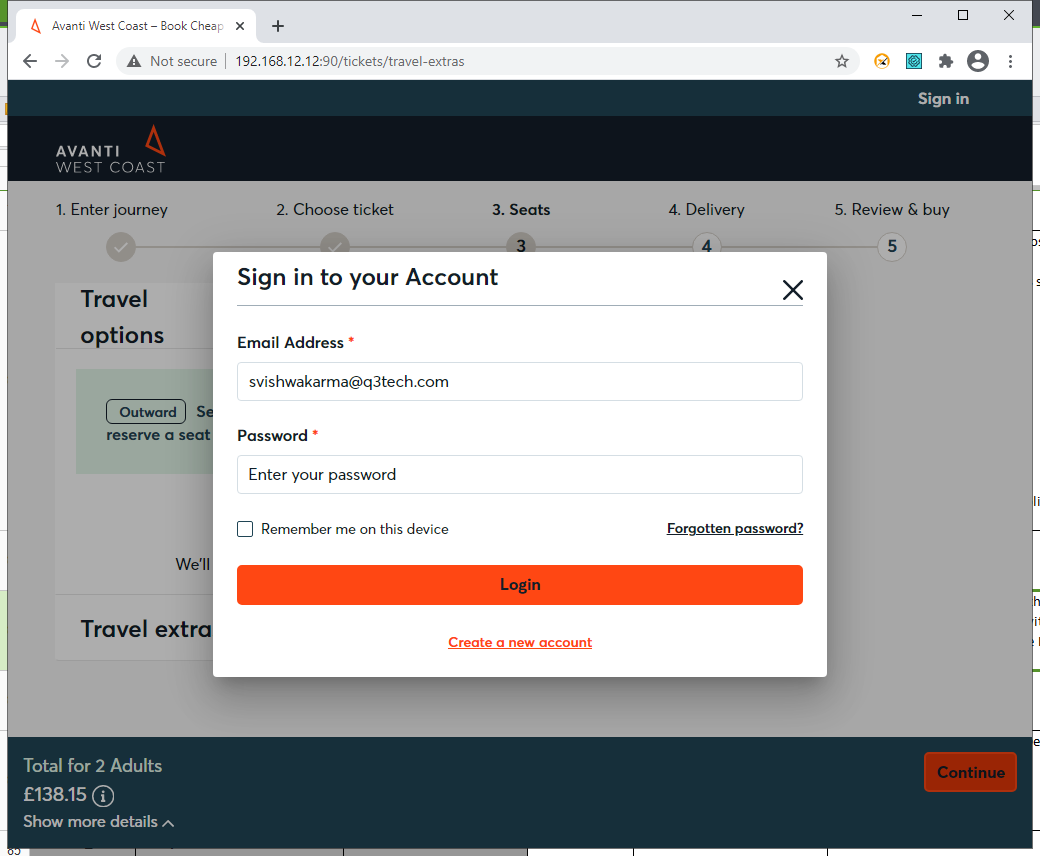 Avanti West Coast – Book Cheap
Not secure 192.168.12.12:90/tickets/travel-extras
Sign in
AVANTI
WEST COAST
1. Enter journey 2. Choose ticket 3. Seats 4. Delivery 5. Review & buy
3 4 5
Sign in to your Account
Travel
options
Email Address *
svishwakarma@q3tech.com
Outward Se
reserve a seat
Password *
Enter your password
Remember me on this device Forgotten password?
We'll
Login
Travel extra
Create a new account
Total for 2 Adults
£138.15
Show more details
Continue